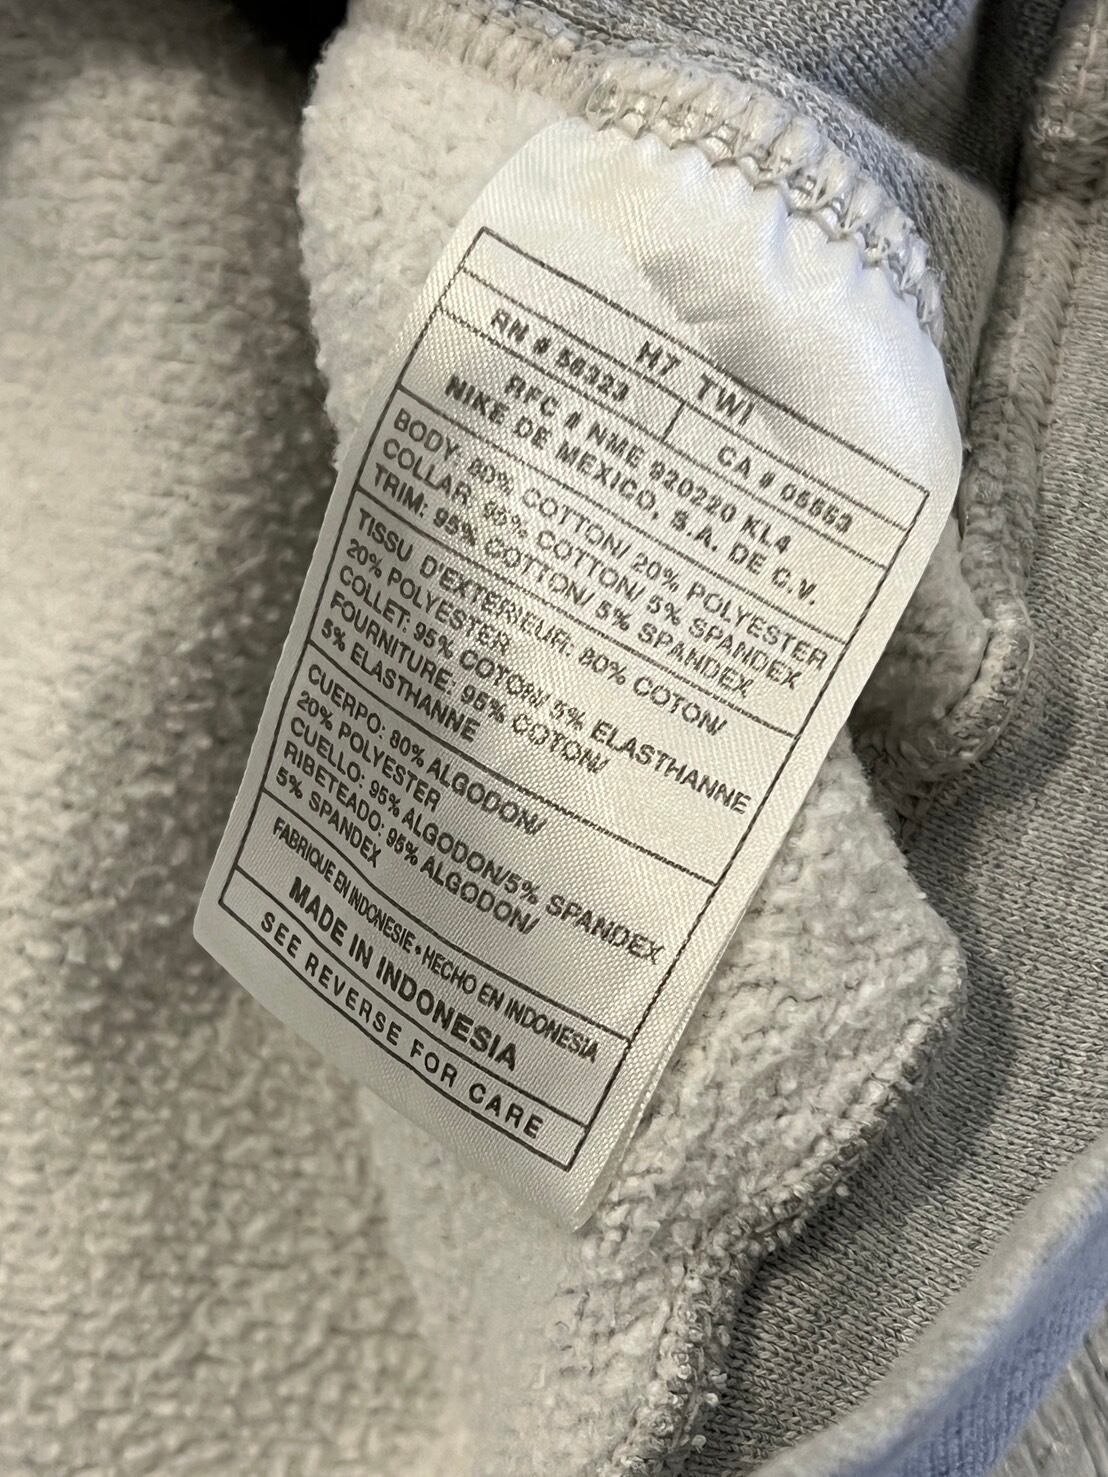 H7 TWI
RN # 56323 CA # 05553
RFC # NME 920220 KL4
NIKE DE MEXICO, S.A. DE C.V.
BODY: 80% COTTON/ 20% POLYESTER
COLLAR: 95% COTTON/ 5% SPANDEX
TRIM: 95% COTTON/ 5% SPANDEX
TISSU D'EXTERIEUR: 80% COTON/
20% POLYESTER
COLLET: 95% COTON/ 5% ELASTHANNE
FOURNITURE: 95% COTON/
5% ELASTHANNE
CUERPO: 80% ALGODON/
20% POLYESTER
CUELLO: 95% ALGODON/5% SPANDEX
RIBETEADO: 95% ALGODON/
5% SPANDEX
FABRIQUE EN INDONESIE • HECHO EN INDONESIA
MADE IN INDONESIA
SEE REVERSE FOR CARE